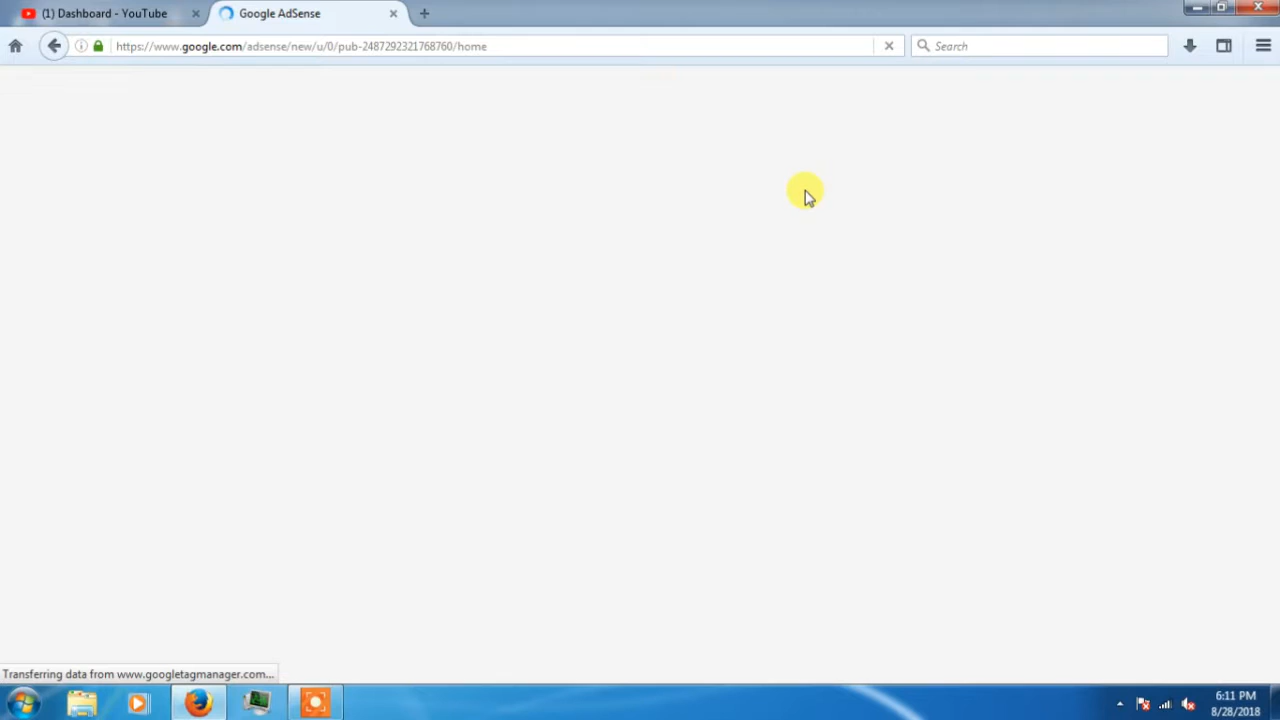 (1) Dashboard - YouTube
Google AdSense
https://www.google.com/adsense/new/u/0/pub-2487292321768760/home
Search
Transferring data from www.googletagmanager.com...
6:11 PM
8/28/2018